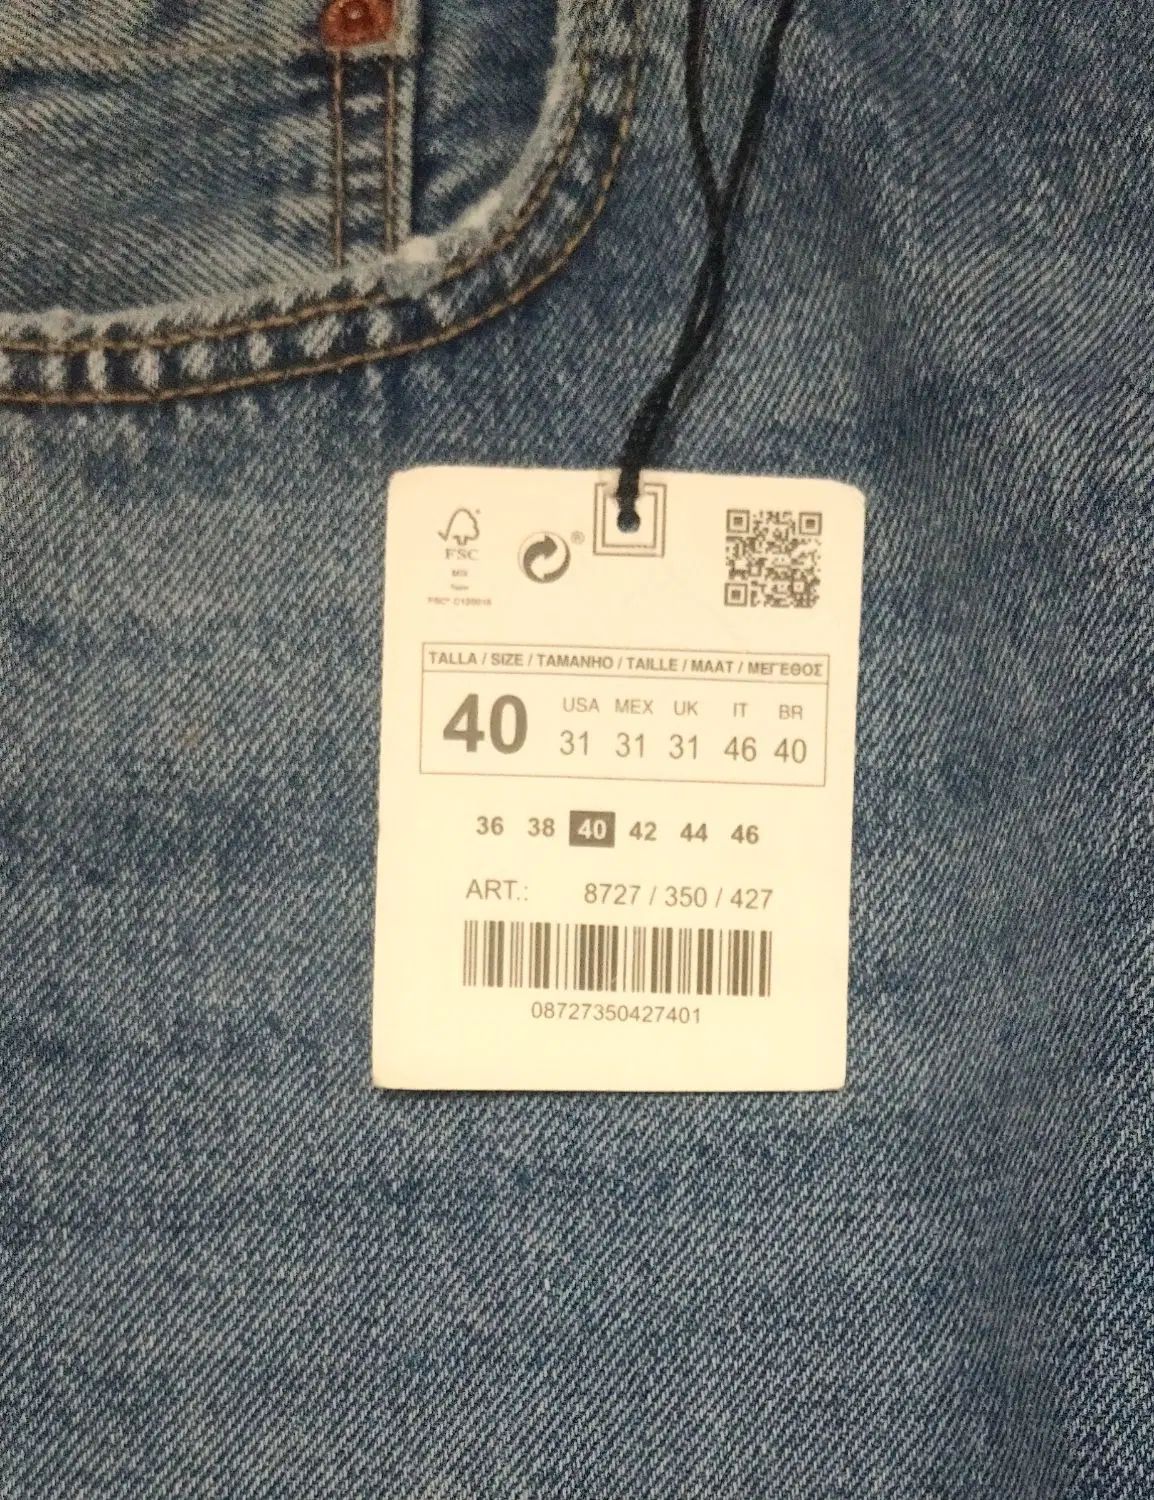 FSC
MIX
®
TALLA / SIZE / TAMANHO / TAILLE / MAAT / ΜΕΓΕΘΟΣ
40
USA MEX UK IT BR
31 31 31 46 40
36 38 40 42 44 46
ART.: 8727 / 350 / 427
08727350427401